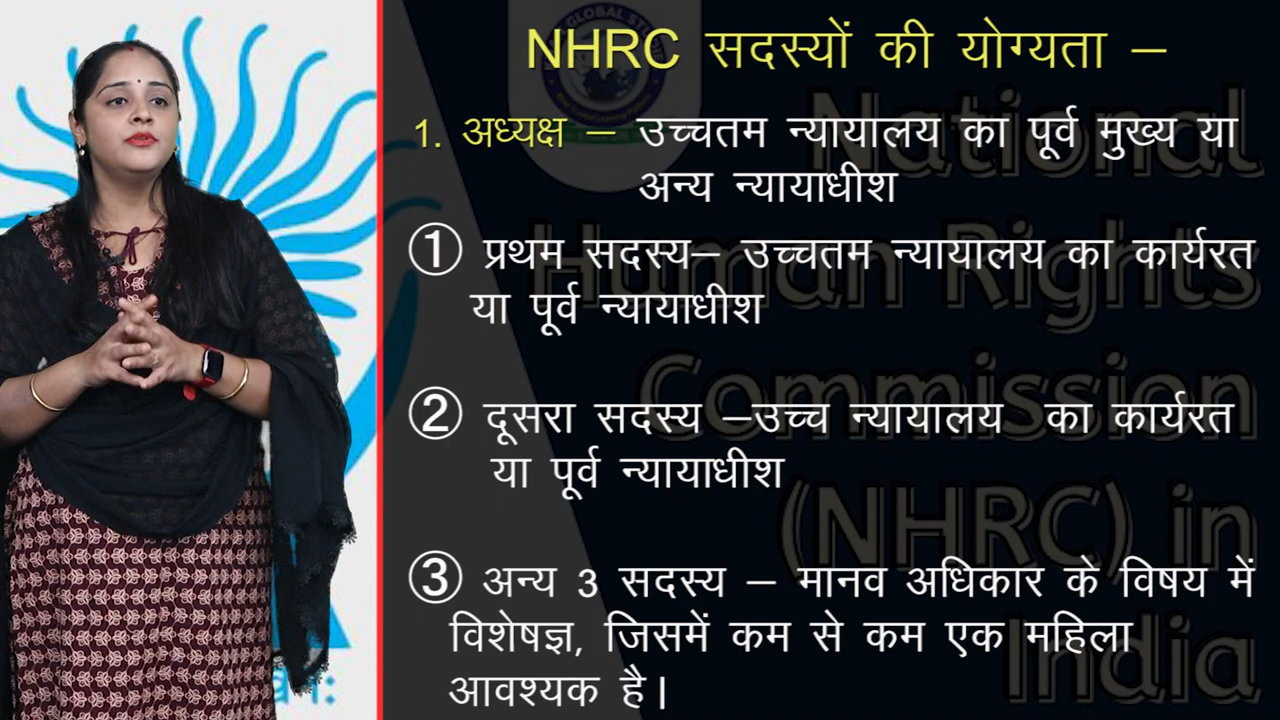 NHRC सदस्यों की योग्यता –
1. अध्यक्ष – उच्चतम न्यायालय का पूर्व मुख्य या
अन्य न्यायाधीश
① प्रथम सदस्य– उच्चतम न्यायालय का कार्यरत
या पूर्व न्यायाधीश
② दूसरा सदस्य –उच्च न्यायालय का कार्यरत
या पूर्व न्यायाधीश
③ अन्य 3 सदस्य – मानव अधिकार के विषय में
विशेषज्ञ, जिसमें कम से कम एक महिला
आवश्यक है।
National
Human Rights
Commission
(NHRC) in
India